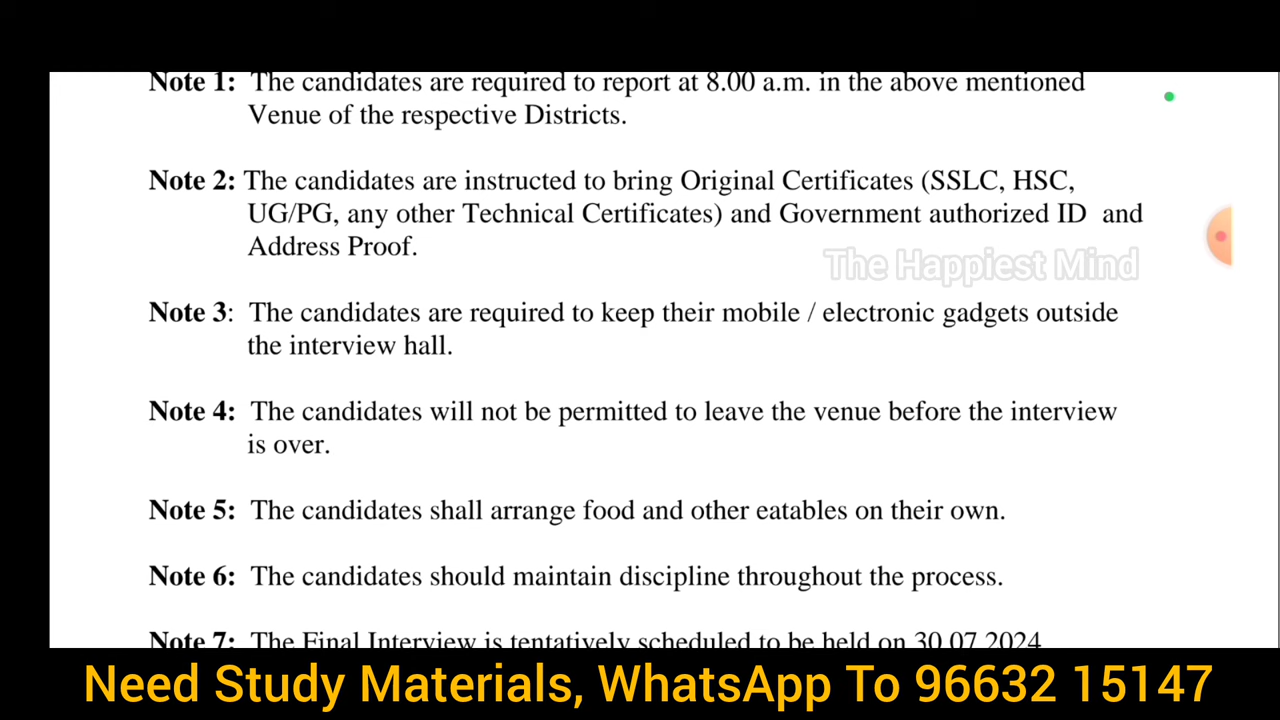 Note 1: The candidates are required to report at 8.00 a.m. in the above mentioned
Venue of the respective Districts.
Note 2: The candidates are instructed to bring Original Certificates (SSLC, HSC,
UG/PG, any other Technical Certificates) and Government authorized ID and
Address Proof.
The Happiest Mind
Note 3: The candidates are required to keep their mobile / electronic gadgets outside
the interview hall.
Note 4: The candidates will not be permitted to leave the venue before the interview
is over.
Note 5: The candidates shall arrange food and other eatables on their own.
Note 6: The candidates should maintain discipline throughout the process.
Note 7: The Final Interview is tentatively scheduled to be held on 30.07.2024
Need Study Materials, WhatsApp To 96632 15147